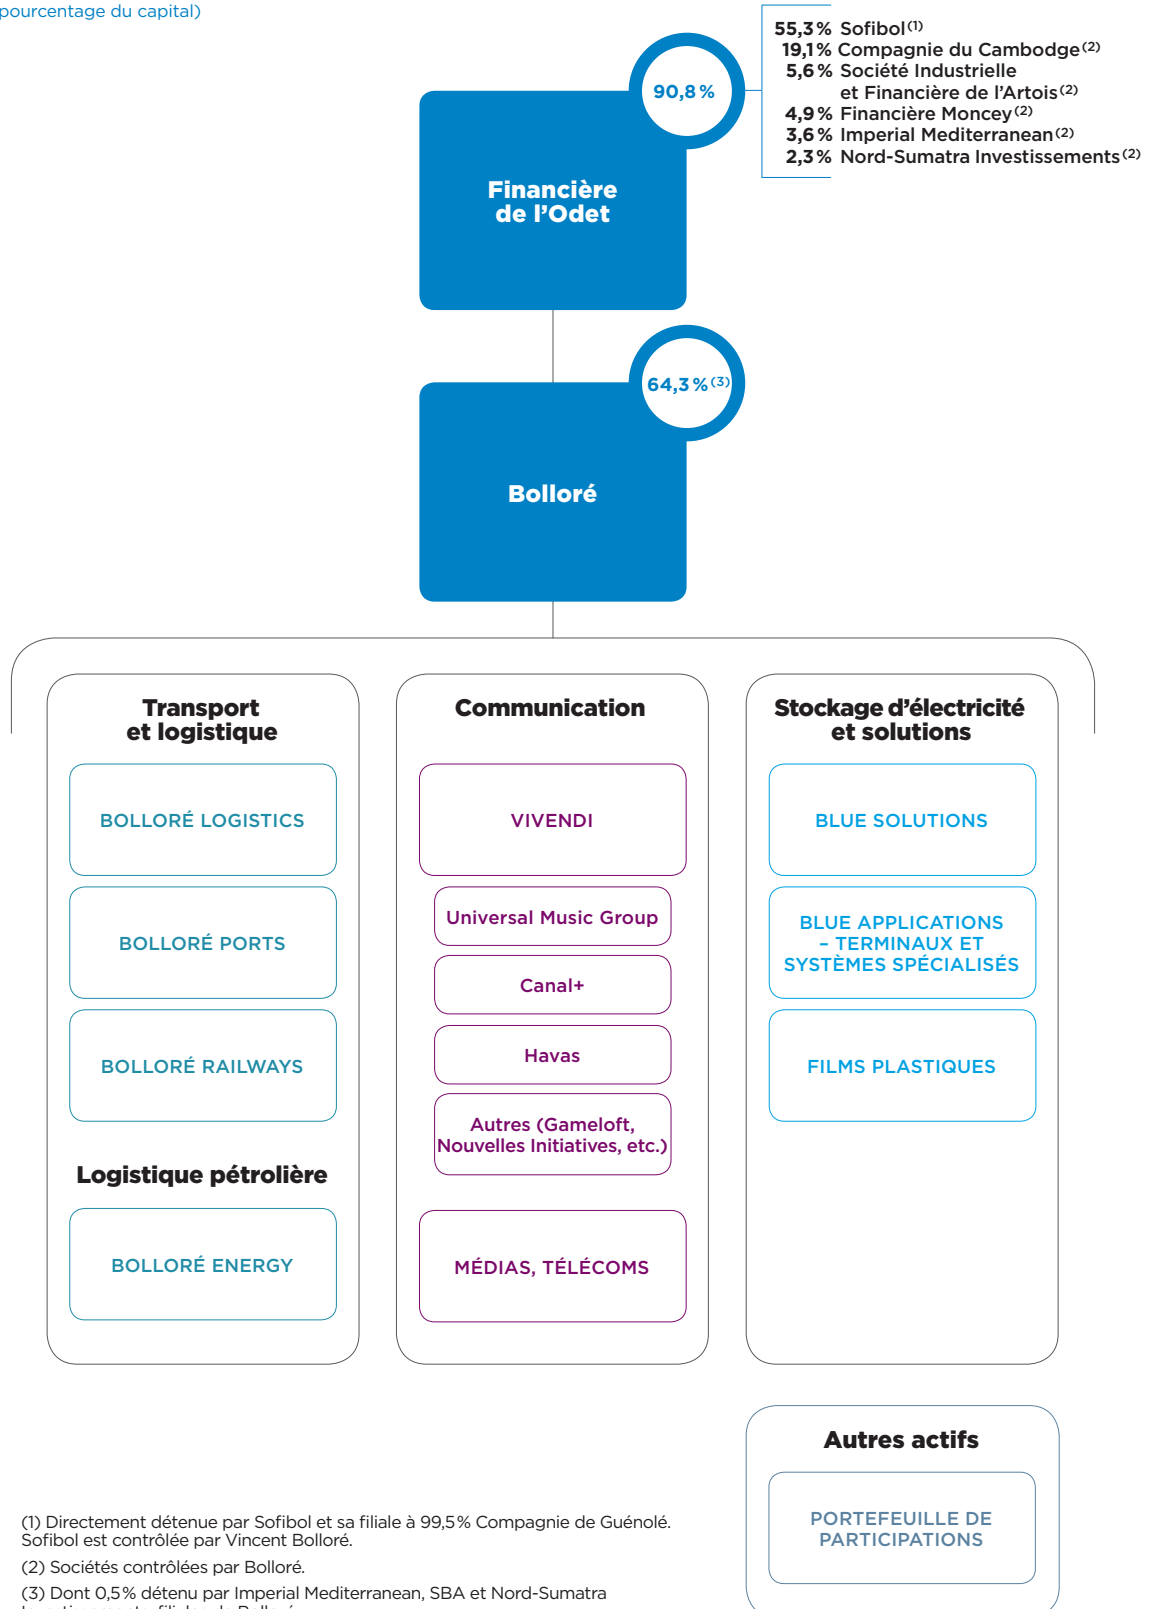 pourcentage du capital)
55,3 % Sofibol(1)
19,1 % Compagnie du Cambodge(2)
5,6 % Société Industrielle
et Financière de l'Artois(2)
4,9 % Financière Moncey(2)
3,6 % Imperial Mediterranean(2)
2,3 % Nord-Sumatra Investissements(2)
90,8 %
Financière
de l'Odet
64,3 %(3)
Bolloré
Transport
et logistique
BOLLORÉ LOGISTICS
BOLLORÉ PORTS
BOLLORÉ RAILWAYS
Logistique pétrolière
BOLLORÉ ENERGY
Communication
VIVENDI
Universal Music Group
Canal+
Havas
Autres (Gameloft,
Nouvelles Initiatives, etc.)
MÉDIAS, TÉLÉCOMS
Stockage d'électricité
et solutions
BLUE SOLUTIONS
BLUE APPLICATIONS
– TERMINAUX ET
SYSTÈMES SPÉCIALISÉS
FILMS PLASTIQUES
Autres actifs
PORTEFEUILLE DE
PARTICIPATIONS
(1) Directement détenue par Sofibol et sa filiale à 99,5 % Compagnie de Guénolé.
Sofibol est contrôlée par Vincent Bolloré.
(2) Sociétés contrôlées par Bolloré.
(3) Dont 0,5 % détenu par Imperial Mediterranean, SBA et Nord-Sumatra